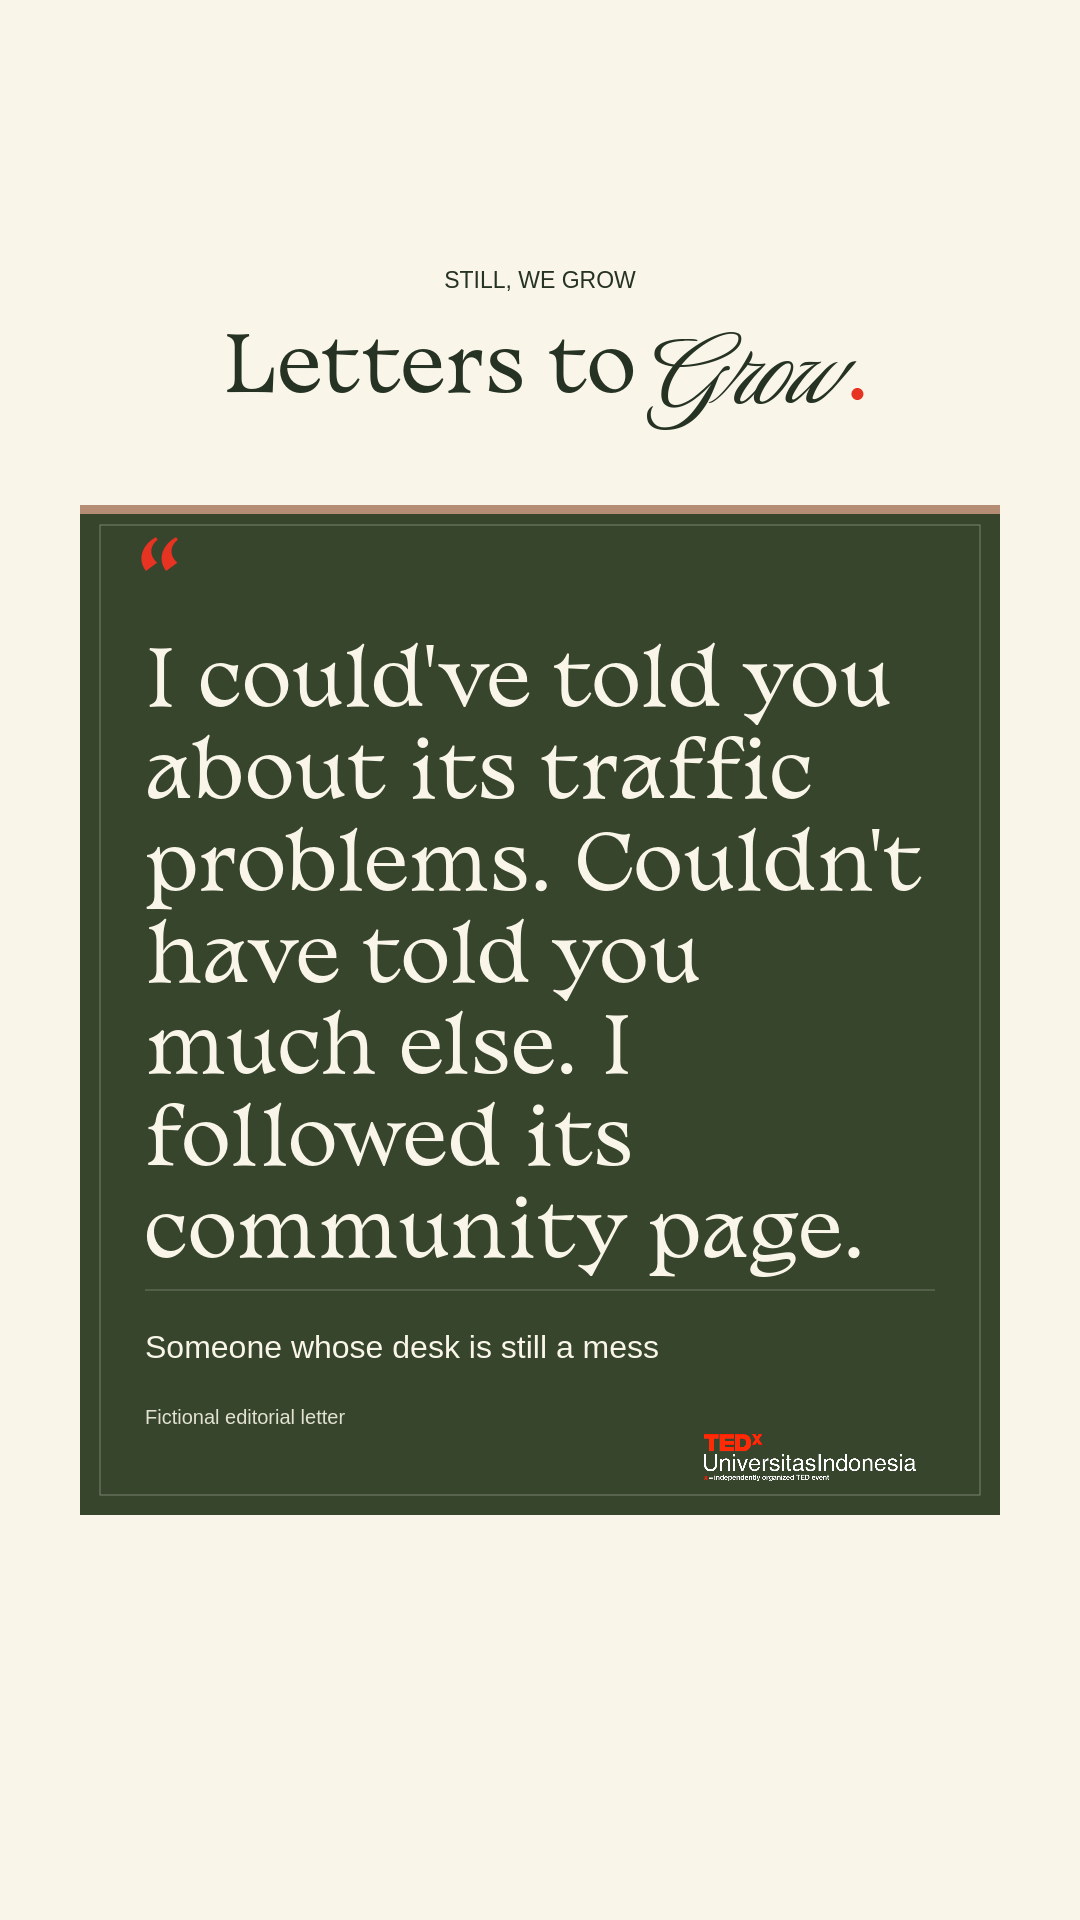 STILL, WE GROW
Letters to Grow.
“
I could've told you
about its traffic
problems. Couldn't
have told you
much else. I
followed its
community page.
Someone whose desk is still a mess
Fictional editorial letter
TEDx
UniversitasIndonesia
x = independently organized TED event